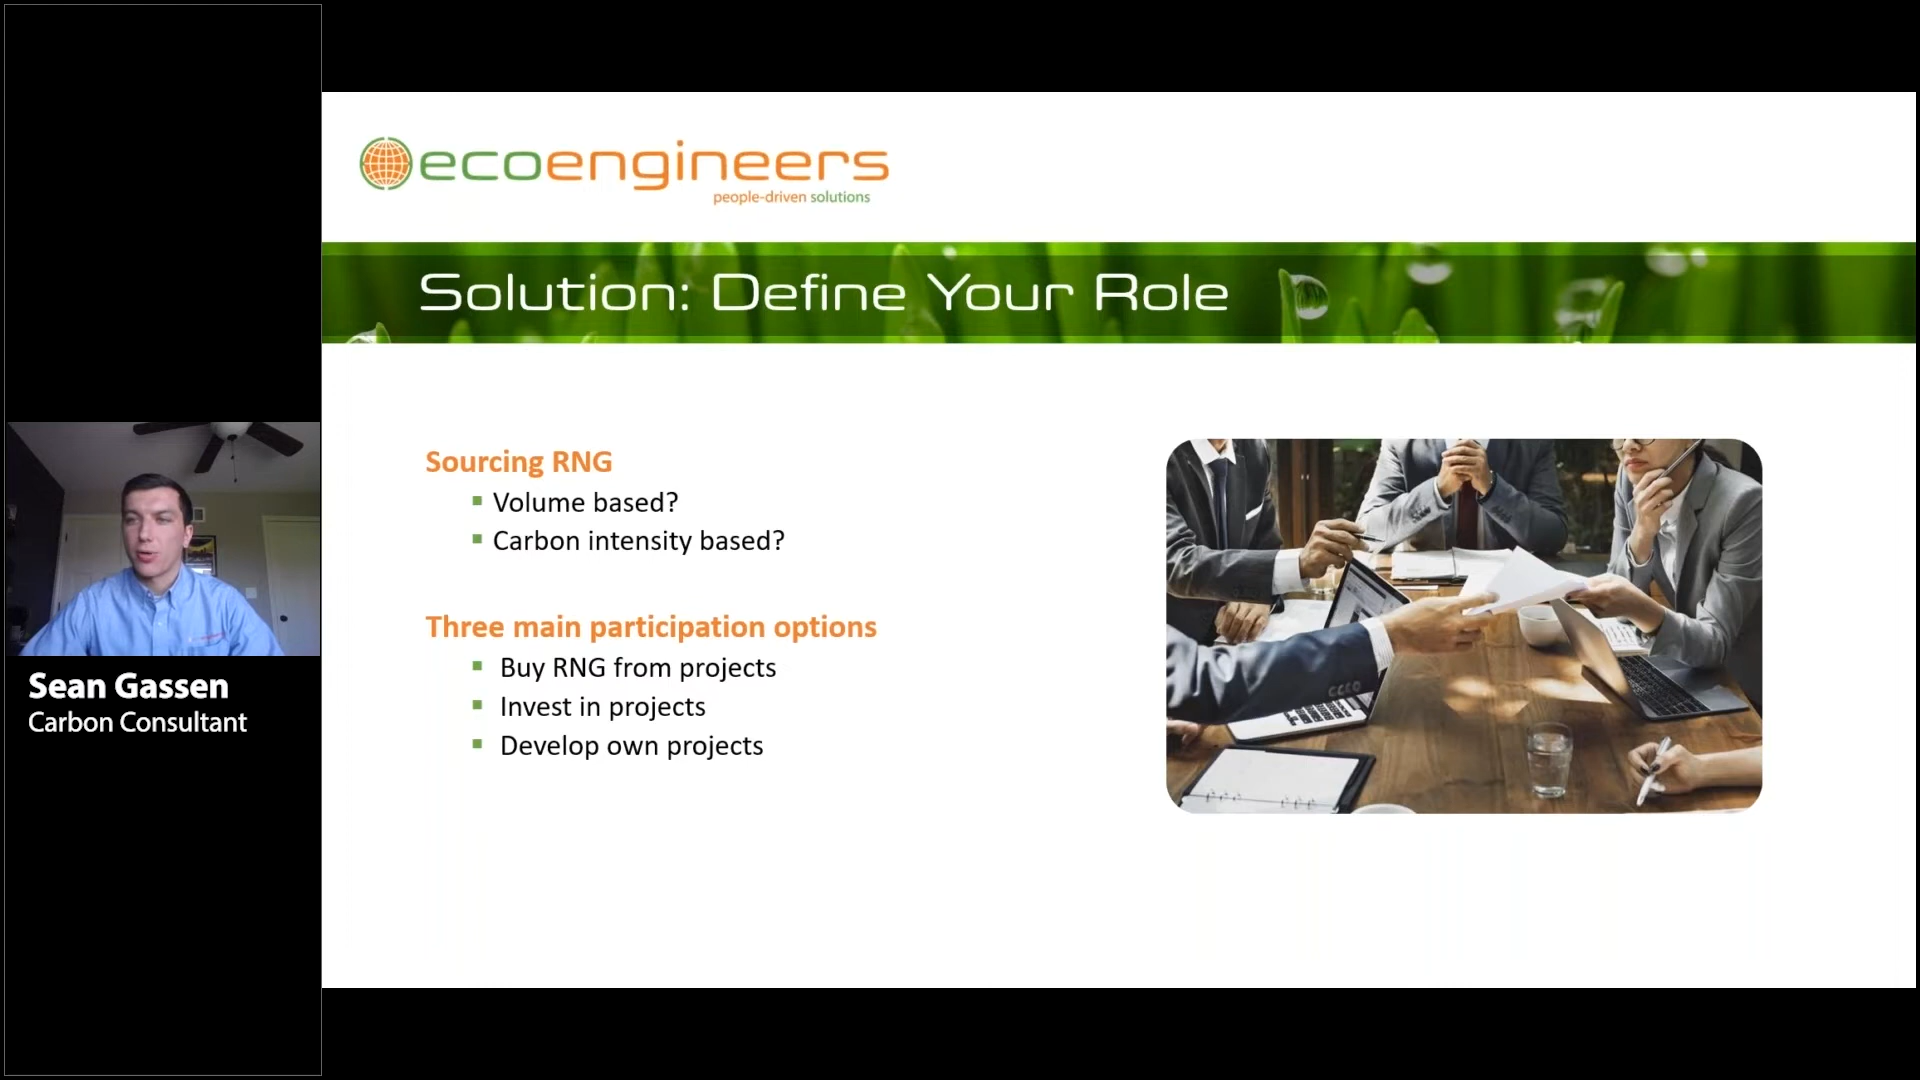 ecoengineers
people-driven solutions
Solution: Define Your Role
Sourcing RNG
Volume based?
Carbon intensity based?
Three main participation options
Buy RNG from projects
Invest in projects
Develop own projects
Sean Gassen
Carbon Consultant